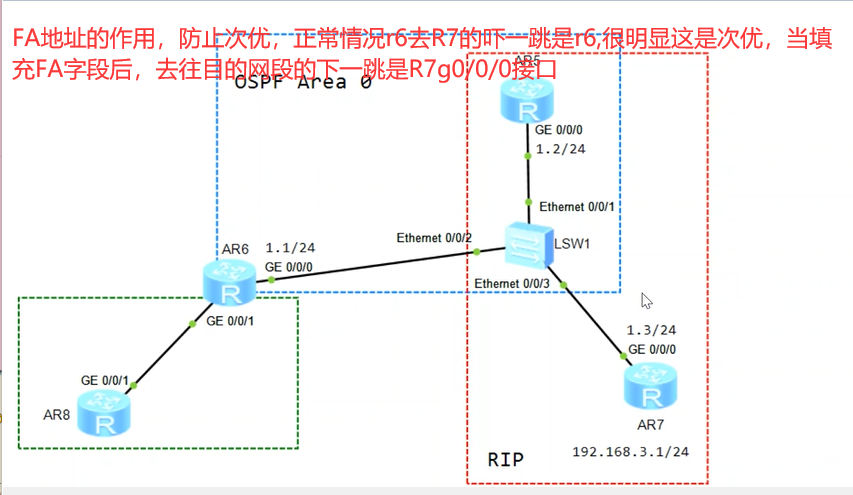 FA地址的作用，防止次优，正常情况r6去R7的吓一跳是r6,很明显这是次优，当填
充FA字段后，去往目的网段的下一跳是R7g0/0/0接口
OSPF Area 0
AR5
GE 0/0/0
1.2/24
Ethernet 0/0/1
Ethernet 0/0/2
LSW1
AR6
1.1/24
GE 0/0/0
Ethernet 0/0/3
GE 0/0/1
1.3/24
GE 0/0/0
GE 0/0/1
AR8
AR7
192.168.3.1/24
RIP